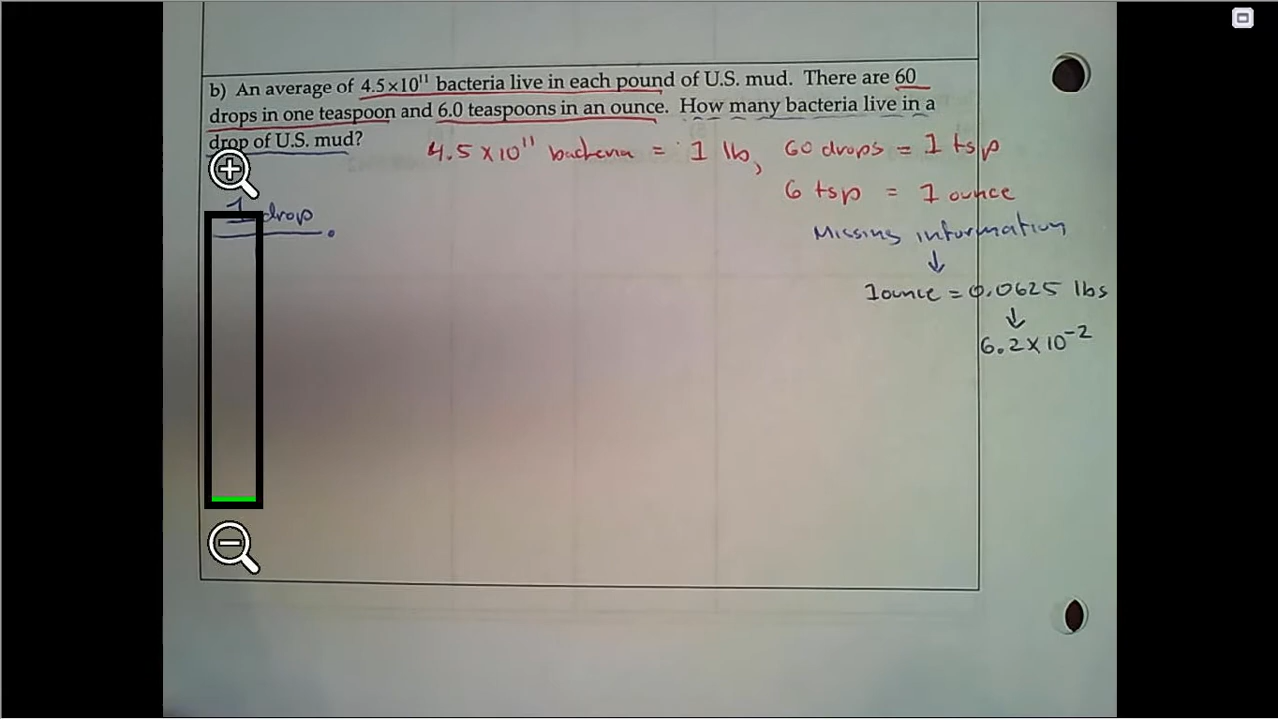 b) An average of 4.5×10¹¹ bacteria live in each pound of U.S. mud. There are 60
drops in one teaspoon and 6.0 teaspoons in an ounce. How many bacteria live in a
drop of U.S. mud?
4.5 × 10¹¹ bacteria = 1 lb, 60 drops = 1 tsp
6 tsp = 1 ounce
1 drop
Missing information
↓
1ounce = 0.0625 lbs
↓
6.2×10⁻²